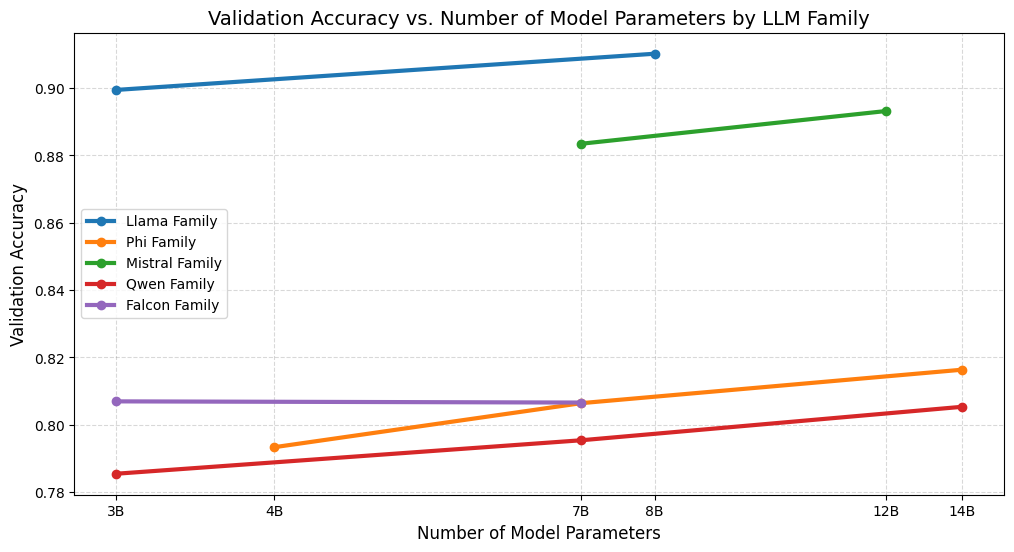 Validation Accuracy vs. Number of Model Parameters by LLM Family
Validation Accuracy
0.90
0.88
0.86
0.84
0.82
0.80
0.78
Llama Family
Phi Family
Mistral Family
Qwen Family
Falcon Family
3B 4B 7B 8B 12B 14B
Number of Model Parameters